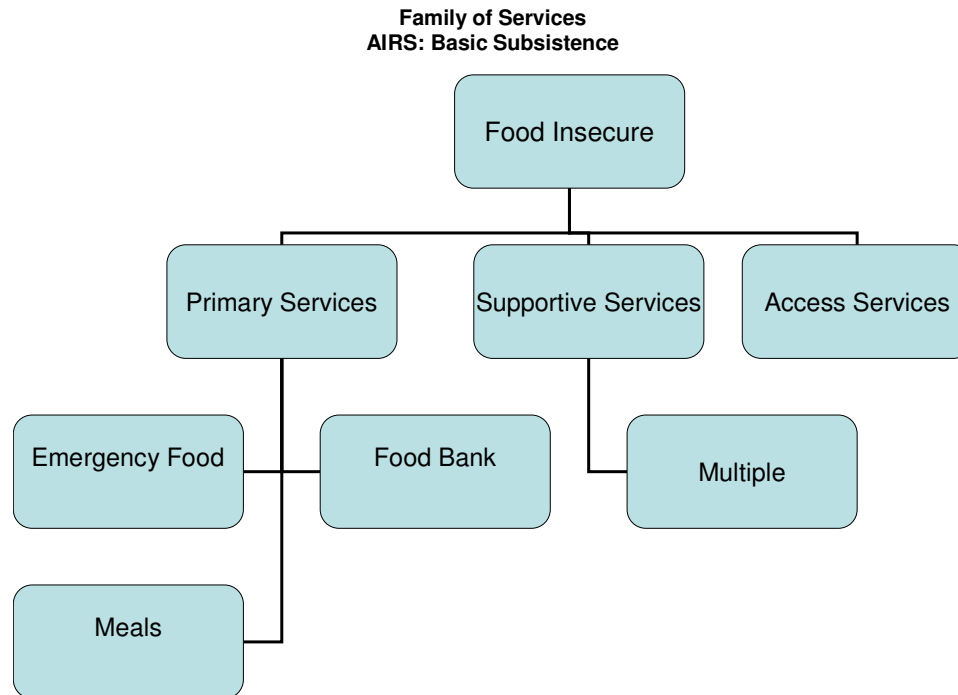 Family of Services
AIRS: Basic Subsistence
Food Insecure
Primary Services
Supportive Services
Access Services
Emergency Food
Food Bank
Multiple
Meals